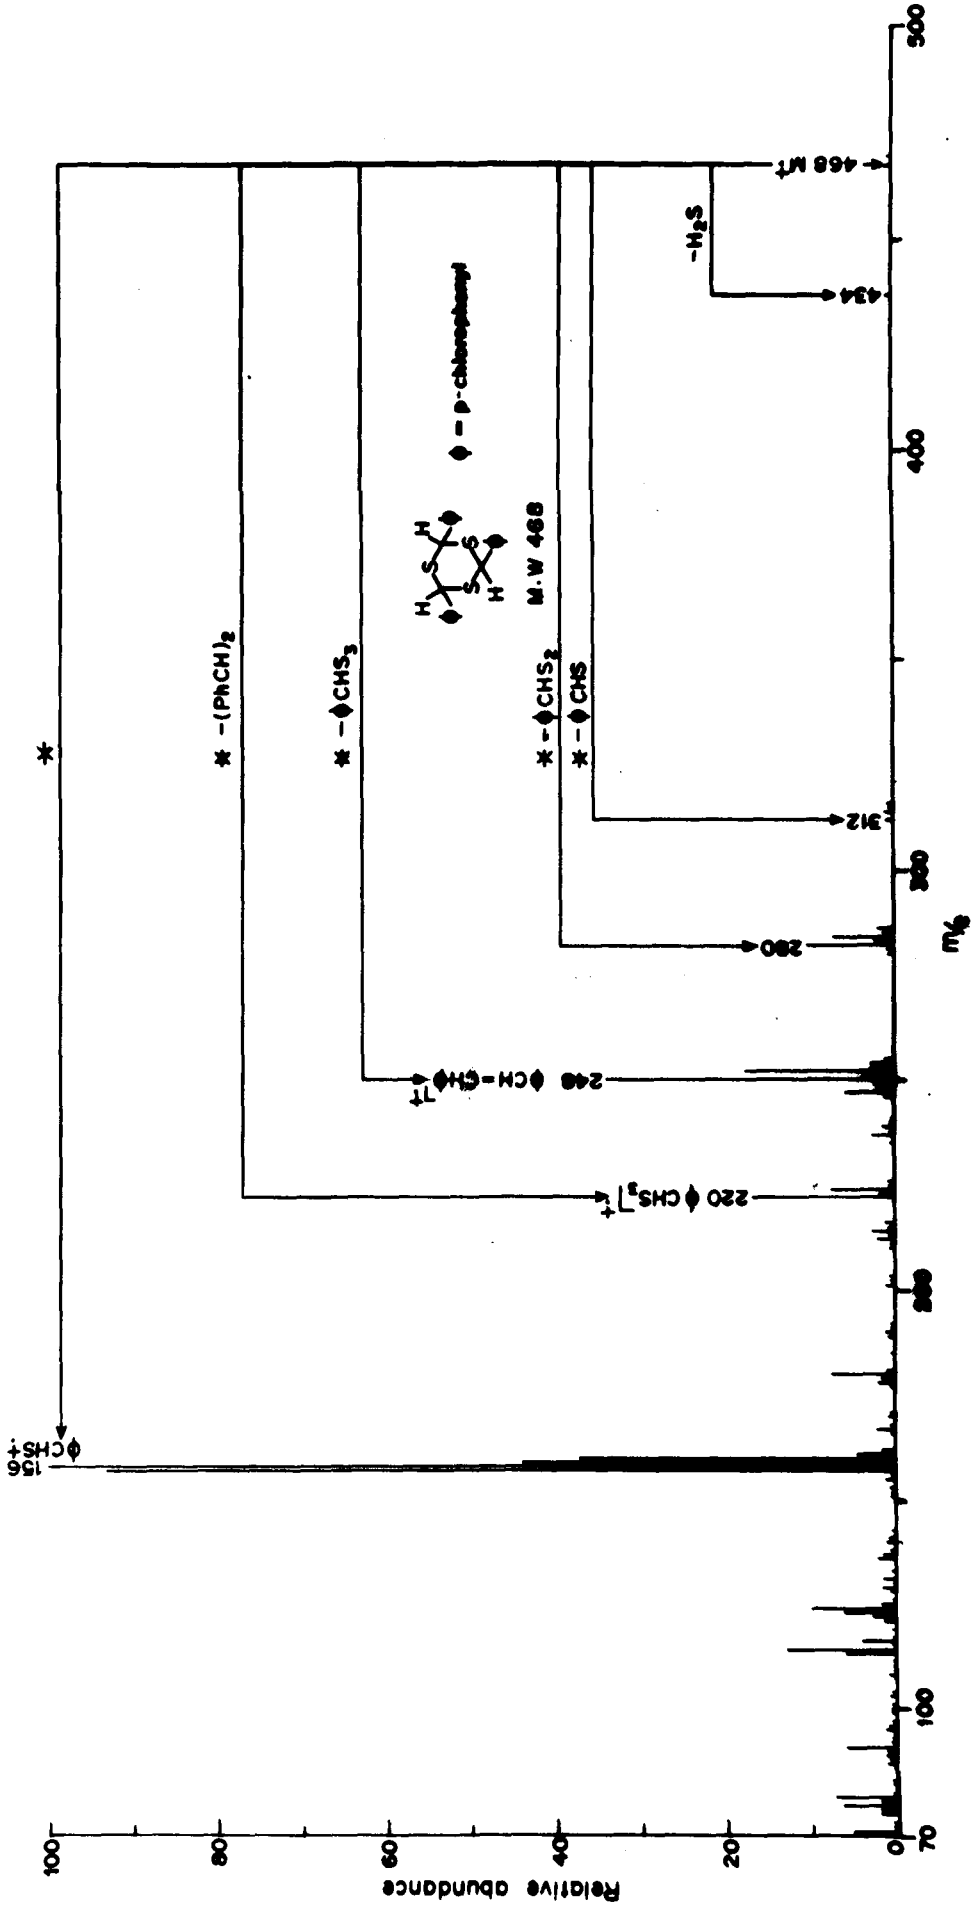 156
ϕCHS⁺·
*
* –(PhCH)₂
* –ϕCHS₃
* –ϕCHS₂
* –ϕCHS
–H₂S
H
S
H
ϕ
ϕ
S
S
H
ϕ
M.W 468
ϕ = p-chlorophenyl
220 ϕCHS₃⁺·
248 ϕCH=CHϕ⁺
280
312
434
468 M⁺
Relative abundance
100
80
60
40
20
0
70
100
200
300
400
500
m/e